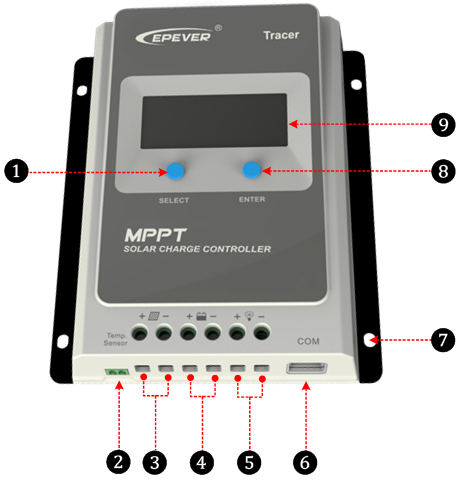 EPEVER®
Tracer
9
1
8
SELECT
ENTER
MPPT
SOLAR CHARGE CONTROLLER
+ − + − + −
Temp.
Sensor
COM
7
2
3
4
5
6